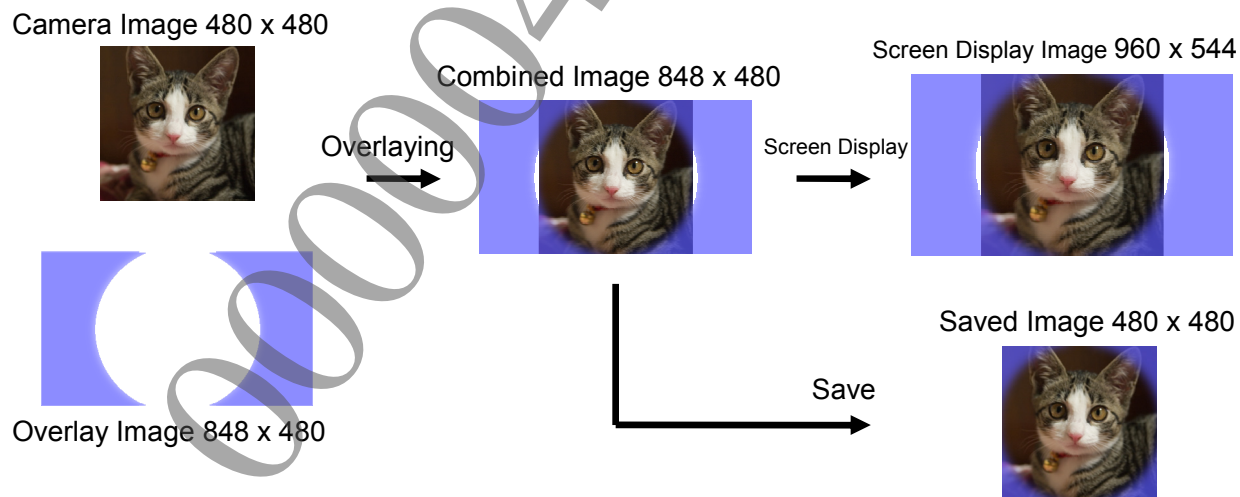 Camera Image 480 x 480
Screen Display Image 960 x 544
Combined Image 848 x 480
Overlaying
Screen Display
Saved Image 480 x 480
Save
Overlay Image 848 x 480